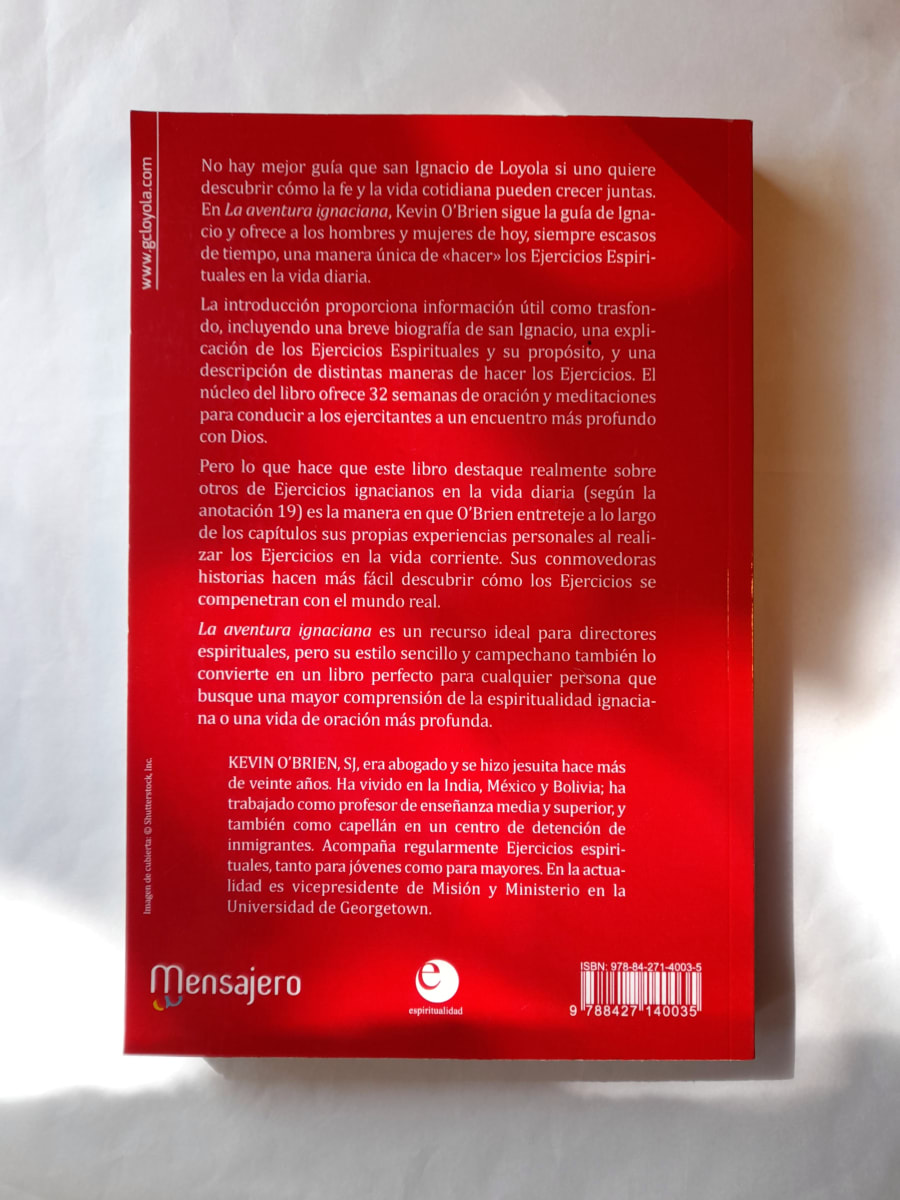 www.gcloyola.com
No hay mejor guía que san Ignacio de Loyola si uno quiere
descubrir cómo la fe y la vida cotidiana pueden crecer juntas.
En La aventura ignaciana, Kevin O’Brien sigue la guía de Igna-
cio y ofrece a los hombres y mujeres de hoy, siempre escasos
de tiempo, una manera única de «hacer» los Ejercicios Espiri-
tuales en la vida diaria.
La introducción proporciona información útil como trasfon-
do, incluyendo una breve biografía de san Ignacio, una expli-
cación de los Ejercicios Espirituales y su propósito, y una
descripción de distintas maneras de hacer los Ejercicios. El
núcleo del libro ofrece 32 semanas de oración y meditaciones
para conducir a los ejercitantes a un encuentro más profundo
con Dios.
Pero lo que hace que este libro destaque realmente sobre
otros de Ejercicios ignacianos en la vida diaria (según la
anotación 19) es la manera en que O’Brien entreteje a lo largo
de los capítulos sus propias experiencias personales al reali-
zar los Ejercicios en la vida corriente. Sus conmovedoras
historias hacen más fácil descubrir cómo los Ejercicios se
compenetran con el mundo real.
La aventura ignaciana es un recurso ideal para directores
espirituales, pero su estilo sencillo y campechano también lo
convierte en un libro perfecto para cualquier persona que
busque una mayor comprensión de la espiritualidad ignacia-
na o una vida de oración más profunda.
KEVIN O’BRIEN, SJ, era abogado y se hizo jesuita hace más
de veinte años. Ha vivido en la India, México y Bolivia; ha
trabajado como profesor de enseñanza media y superior, y
también como capellán en un centro de detención de
inmigrantes. Acompaña regularmente Ejercicios espiri-
tuales, tanto para jóvenes como para mayores. En la actua-
lidad es vicepresidente de Misión y Ministerio en la
Universidad de Georgetown.
Imagen de cubierta: © Shutterstock, Inc.
Mensajero
e
espiritualidad
ISBN: 978-84-271-4003-5
9 788427 140035